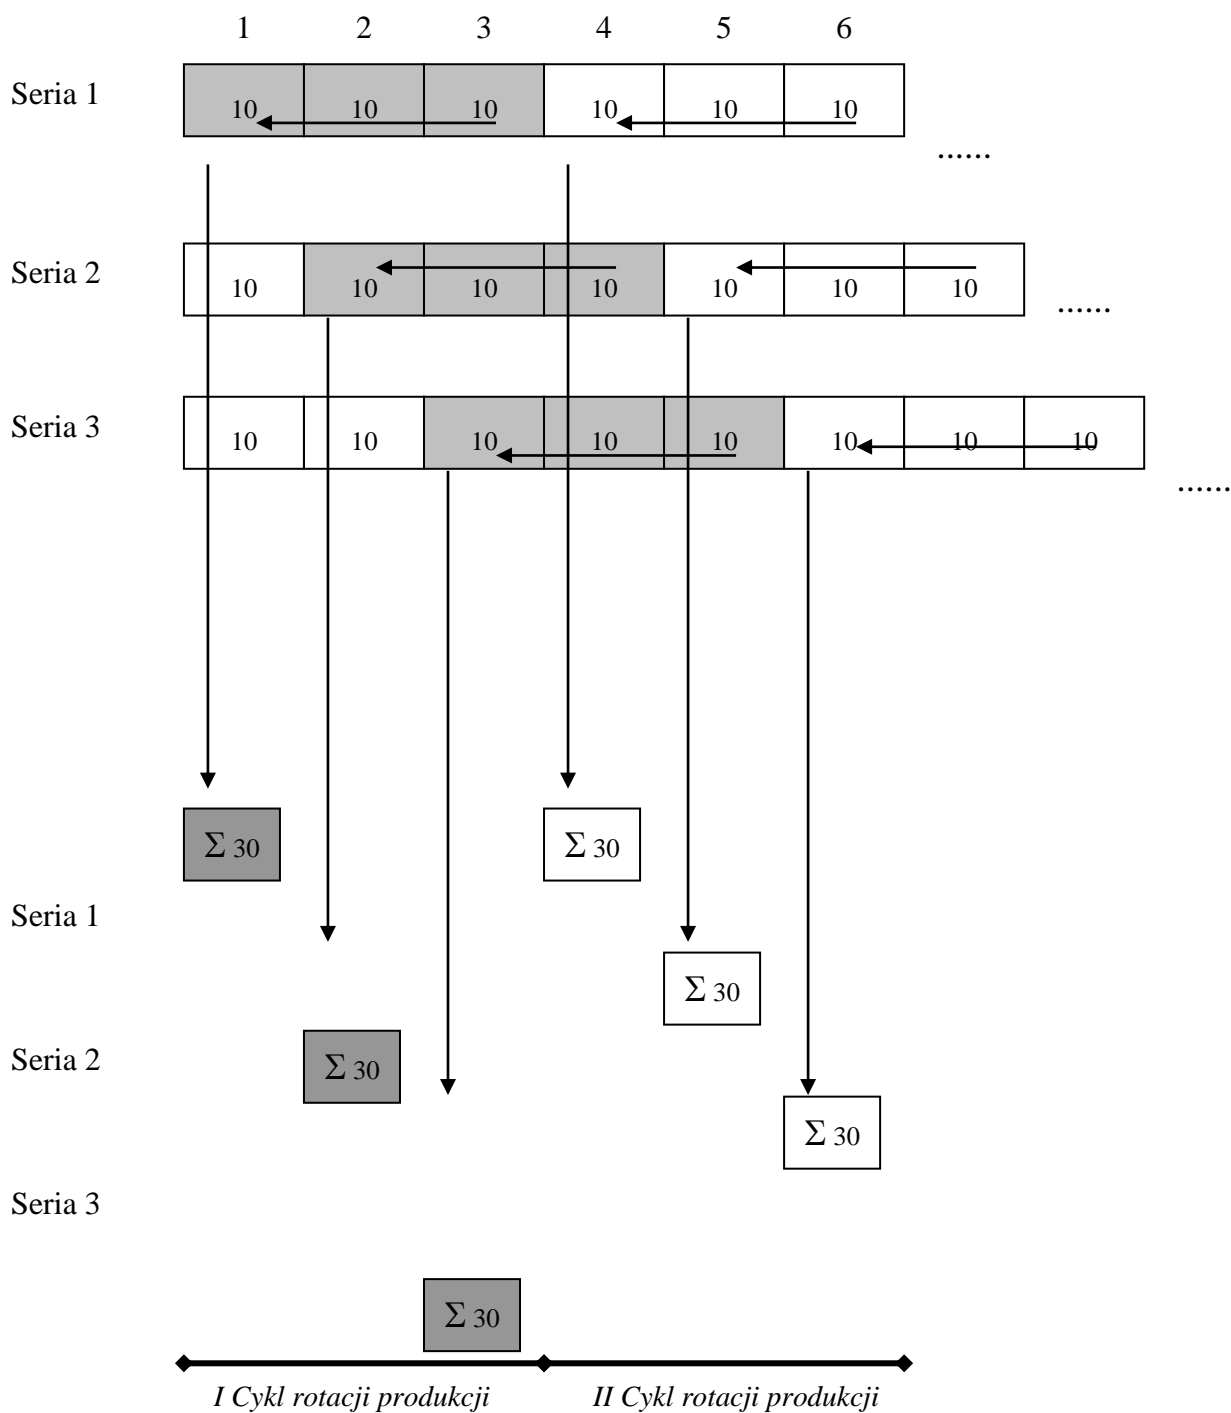 1 2 3 4 5 6
Seria 1
10 10 10 10 10 10
......
Seria 2
10 10 10 10 10 10 10
......
Seria 3
10 10 10 10 10 10 10 10
......
Σ 30 Σ 30
Seria 1
Σ 30
Seria 2
Σ 30
Σ 30
Seria 3
Σ 30
I Cykl rotacji produkcji II Cykl rotacji produkcji